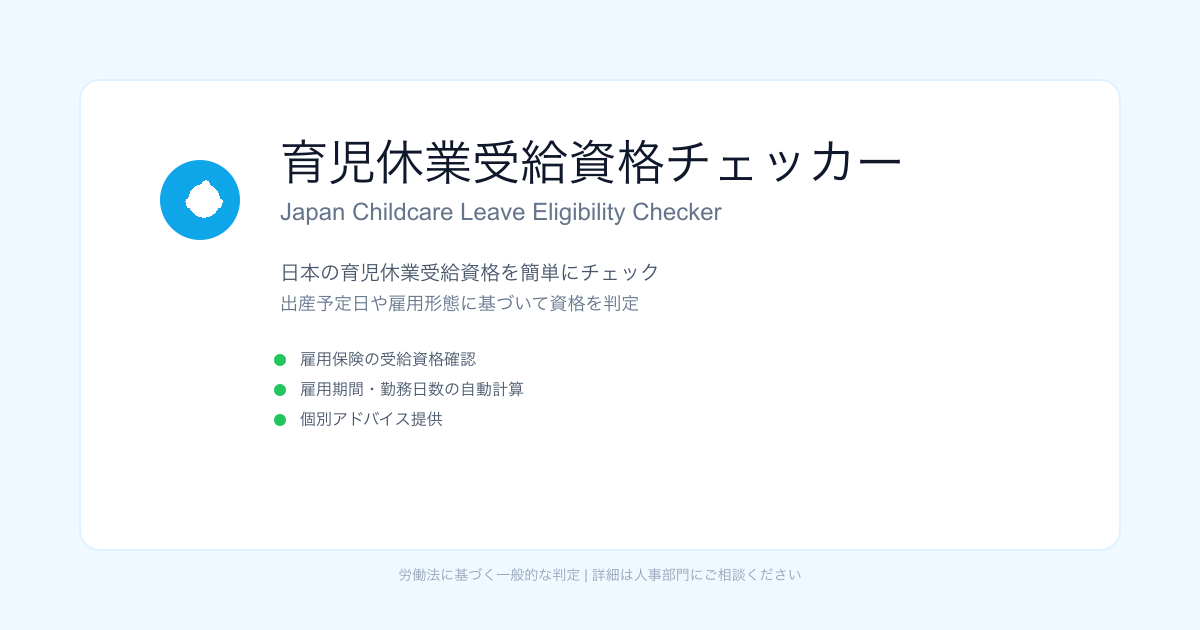 育児休業受給資格チェッカー
Japan Childcare Leave Eligibility Checker
日本の育児休業受給資格を簡単にチェック
出産予定日や雇用形態に基づいて資格を判定
雇用保険の受給資格確認
雇用期間・勤務日数の自動計算
個別アドバイス提供
労働法に基づく一般的な判定 | 詳細は人事部門にご相談ください